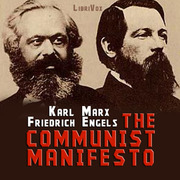 LibriVox
Karl Marx
Friedrich Engels
THE
COMMUNIST
MANIFESTO